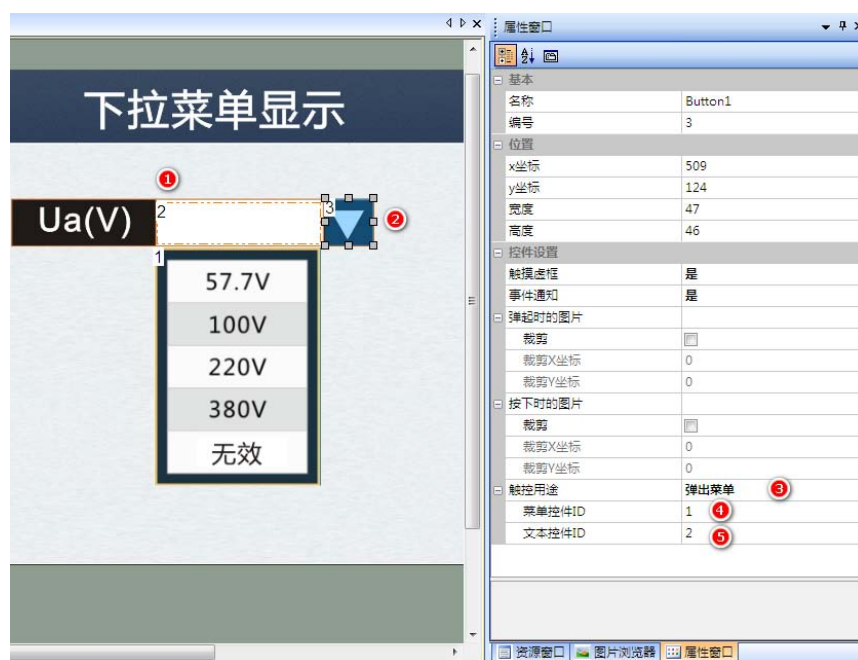 属性窗口
基本
名称 Button1
编号 3
位置
x坐标 509
y坐标 124
宽度 47
高度 46
控件设置
触摸虚框 是
事件通知 是
弹起时的图片
裁剪
裁剪X坐标 0
裁剪Y坐标 0
按下时的图片
裁剪
裁剪X坐标 0
裁剪Y坐标 0
触控用途 弹出菜单 3
菜单控件ID 1 4
文本控件ID 2 5
资源窗口 图片浏览器 属性窗口
下拉菜单显示
1
Ua(V) 2 3 2
1
57.7V
100V
220V
380V
无效